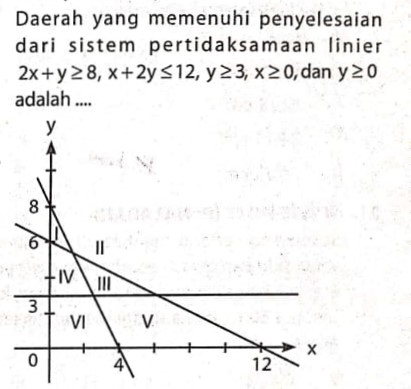 Daerah yang memenuhi penyelesaian
dari sistem pertidaksamaan linier
2x+y≥8, x+2y≤12, y≥3, x≥0,dan y≥0
adalah ....
y
8
6
I
II
IV
III
3
VI
V
0
4
12
x